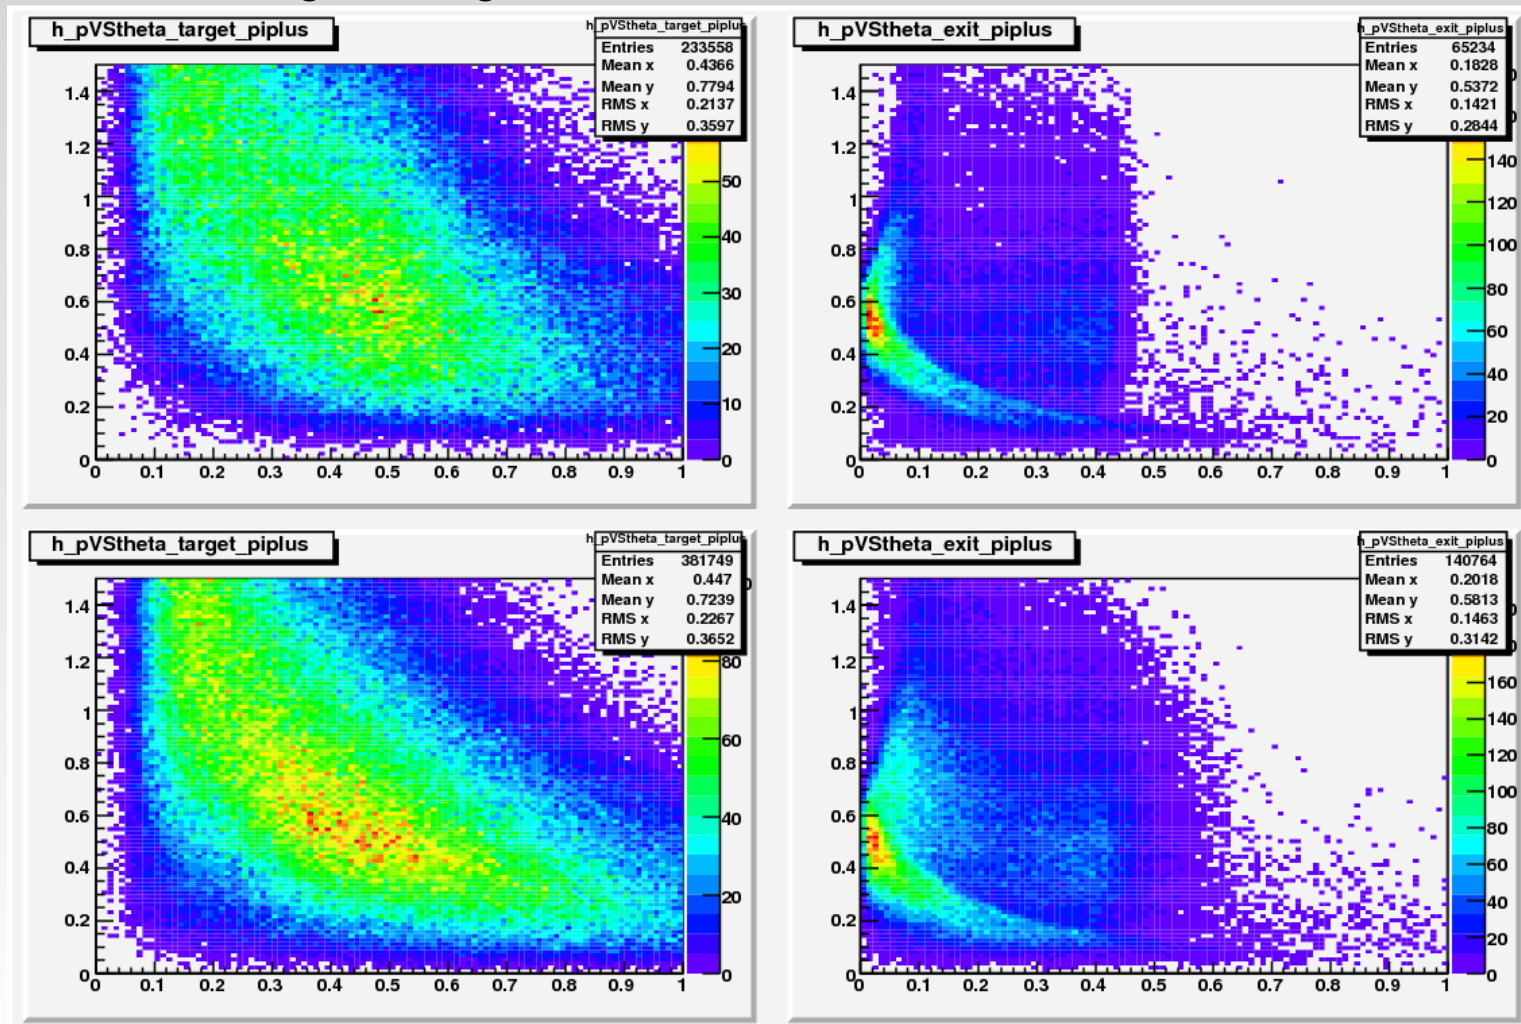 h_pVStheta_target_piplus
h_pVStheta_target_piplus
Entries 233558
Mean x 0.4366
Mean y 0.7794
RMS x 0.2137
RMS y 0.3597
1.4
1.2
1
0.8
0.6
0.4
0.2
0
0 0.1 0.2 0.3 0.4 0.5 0.6 0.7 0.8 0.9 1
50
40
30
20
10
0
h_pVStheta_exit_piplus
h_pVStheta_exit_piplus
Entries 65234
Mean x 0.1828
Mean y 0.5372
RMS x 0.1421
RMS y 0.2844
1.4
1.2
1
0.8
0.6
0.4
0.2
0
0 0.1 0.2 0.3 0.4 0.5 0.6 0.7 0.8 0.9 1
140
120
100
80
60
40
20
0
h_pVStheta_target_piplus
h_pVStheta_target_piplus
Entries 381749
Mean x 0.447
Mean y 0.7239
RMS x 0.2267
RMS y 0.3652
1.4
1.2
1
0.8
0.6
0.4
0.2
0
0 0.1 0.2 0.3 0.4 0.5 0.6 0.7 0.8 0.9 1
80
60
40
20
0
h_pVStheta_exit_piplus
h_pVStheta_exit_piplus
Entries 140764
Mean x 0.2018
Mean y 0.5813
RMS x 0.1463
RMS y 0.3142
1.4
1.2
1
0.8
0.6
0.4
0.2
0
0 0.1 0.2 0.3 0.4 0.5 0.6 0.7 0.8 0.9 1
160
140
120
100
80
60
40
20
0